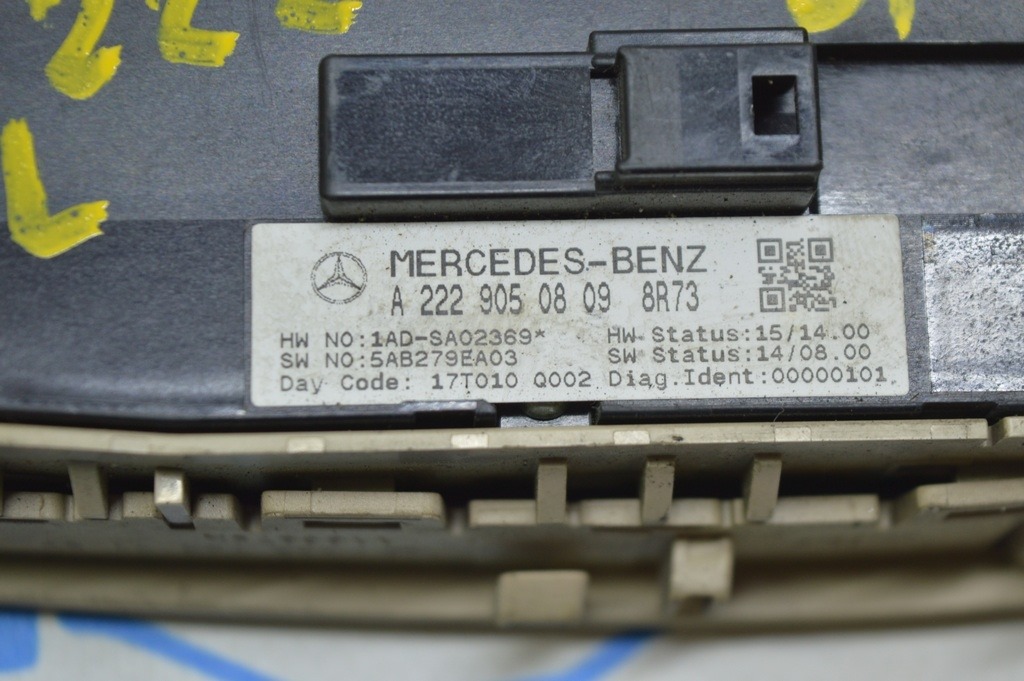 222
L
MERCEDES-BENZ
A 222 905 08 09 8R73
HW NO:1AD-SA02369* HW Status:15/14.00
SW NO:5AB279EA03 SW Status:14/08.00
Day Code: 17T010 Q002 Diag.Ident:00000101